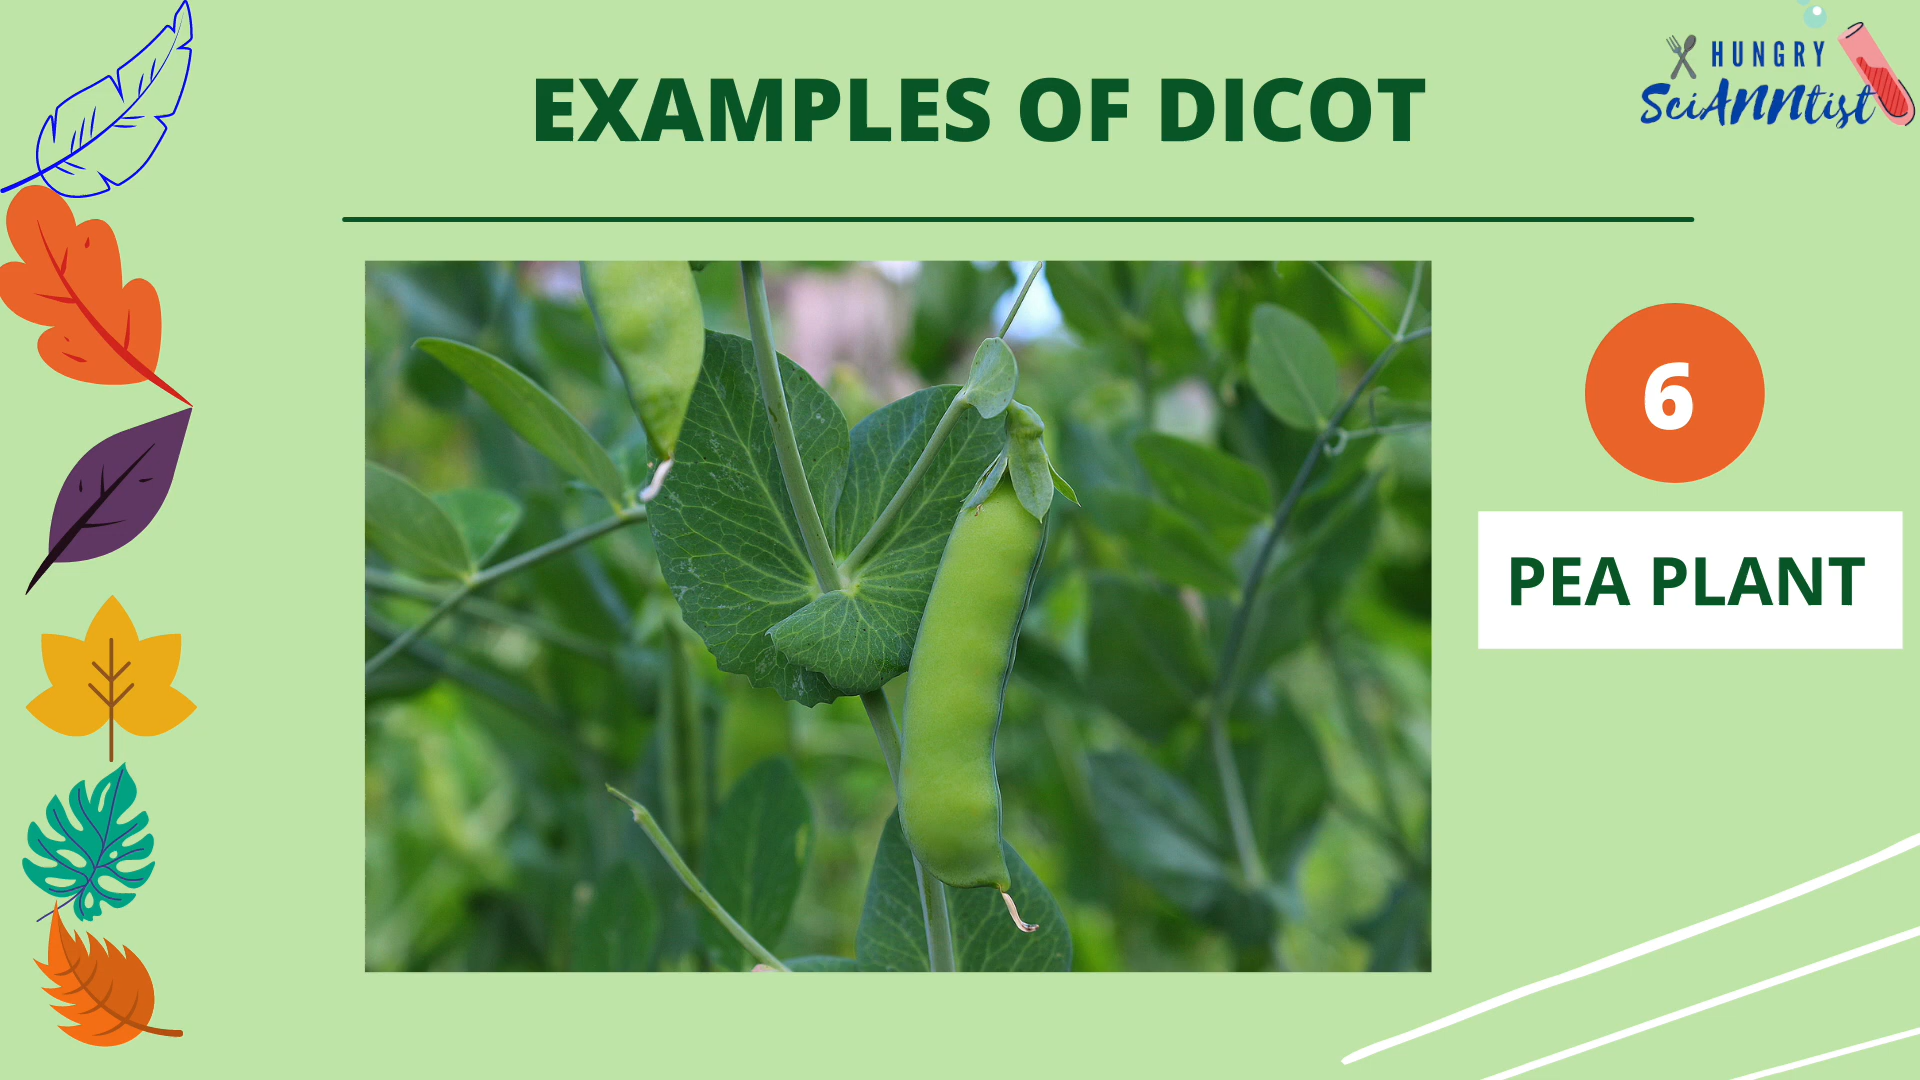 EXAMPLES OF DICOT
HUNGRY
SciANNtist
6
PEA PLANT